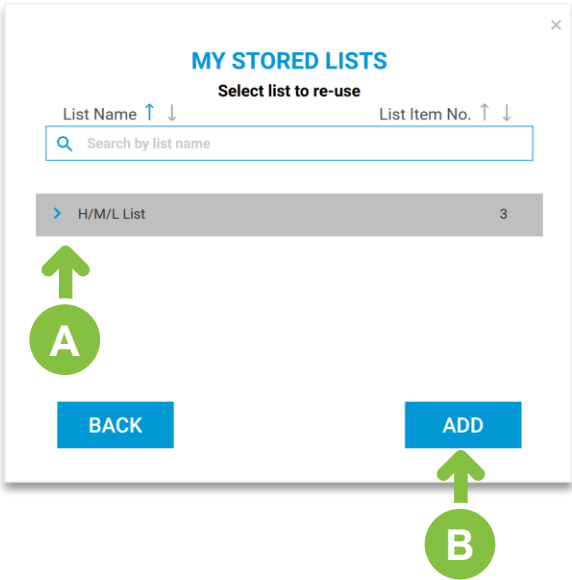 ×
MY STORED LISTS
Select list to re-use
List Name ↑ ↓ List Item No. ↑ ↓
Search by list name
> H/M/L List 3
A
BACK ADD
B